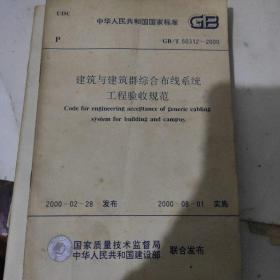 UDC
中华人民共和国国家标准 GB
P GB/T 50312-2000
建筑与建筑群综合布线系统
工程验收规范
Code for engineering acceptance of generic cabling
system for building and campus
2000-02-28 发布 2000-08-01 实施
国家质量技术监督局
中华人民共和国建设部 联合发布